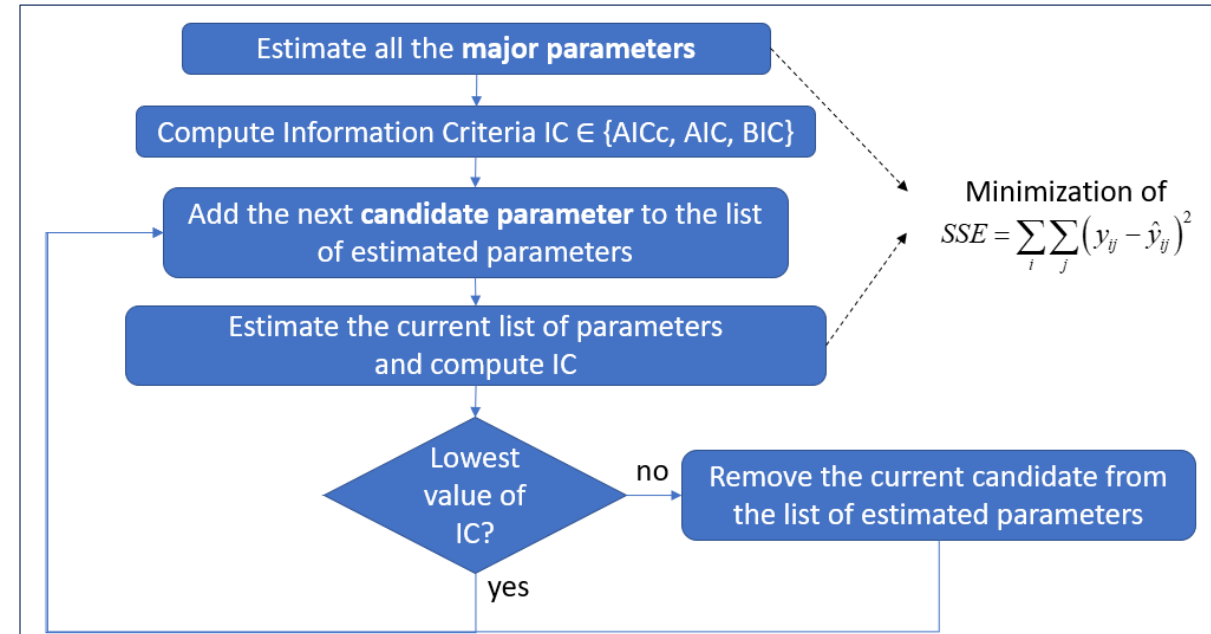 Estimate all the major parameters
Compute Information Criteria IC ∈ {AICc, AIC, BIC}
Add the next candidate parameter to the list
of estimated parameters
Minimization of
SSE = ∑i ∑j (yij − ŷij)²
Estimate the current list of parameters
and compute IC
Lowest
value of
IC?
no
Remove the current candidate from
the list of estimated parameters
yes